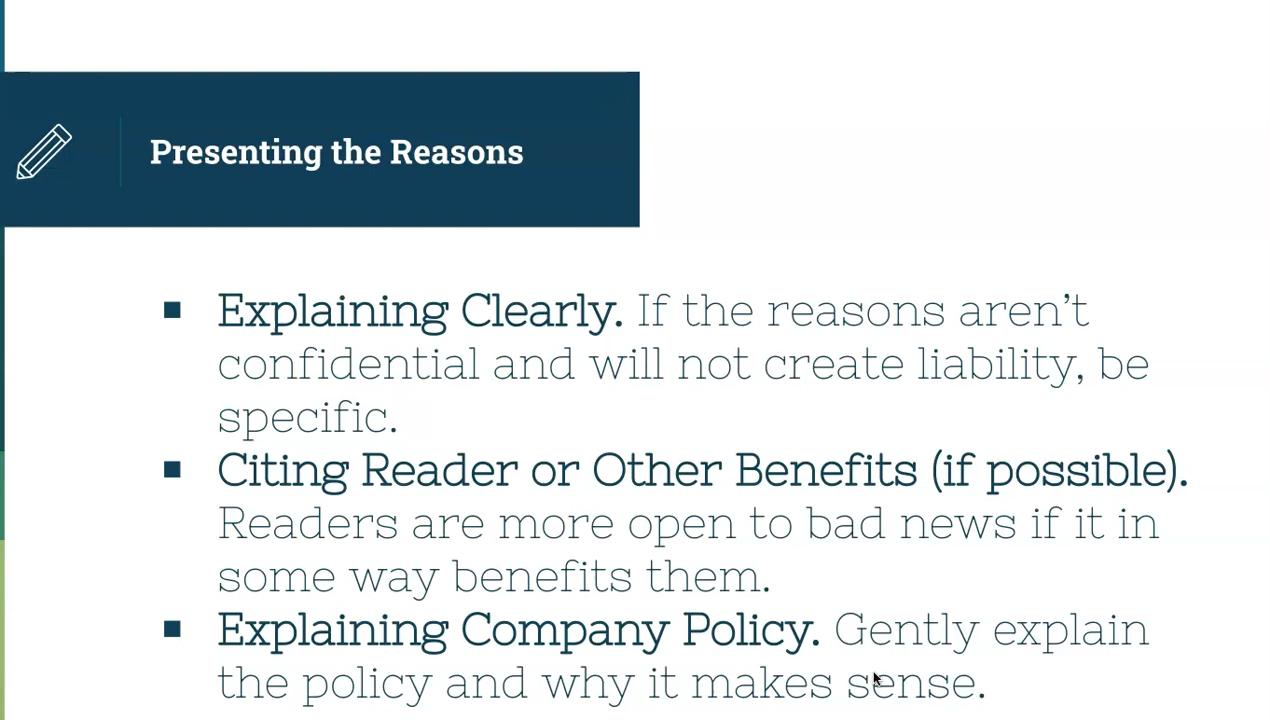 Presenting the Reasons
▪ Explaining Clearly. If the reasons aren’t
confidential and will not create liability, be
specific.
▪ Citing Reader or Other Benefits (if possible).
Readers are more open to bad news if it in
some way benefits them.
▪ Explaining Company Policy. Gently explain
the policy and why it makes sense.